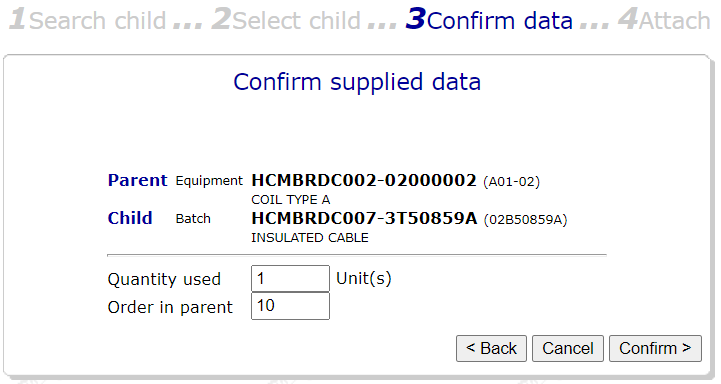 1Search child ... 2Select child ... 3Confirm data ... 4Attach
Confirm supplied data
Parent Equipment HCMBRDC002-02000002 (A01-02)
COIL TYPE A
Child Batch HCMBRDC007-3T50859A (02B50859A)
INSULATED CABLE
Quantity used 1 Unit(s)
Order in parent 10
< Back Cancel Confirm >